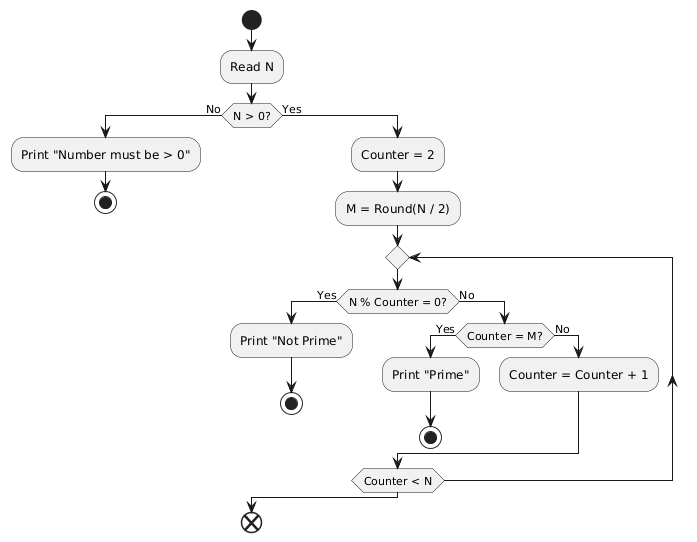 Read N
No
N > 0?
Yes
Print "Number must be > 0"
Counter = 2
M = Round(N / 2)
Yes
N % Counter = 0?
No
Print "Not Prime"
Yes
Counter = M?
No
Print "Prime"
Counter = Counter + 1
Counter < N